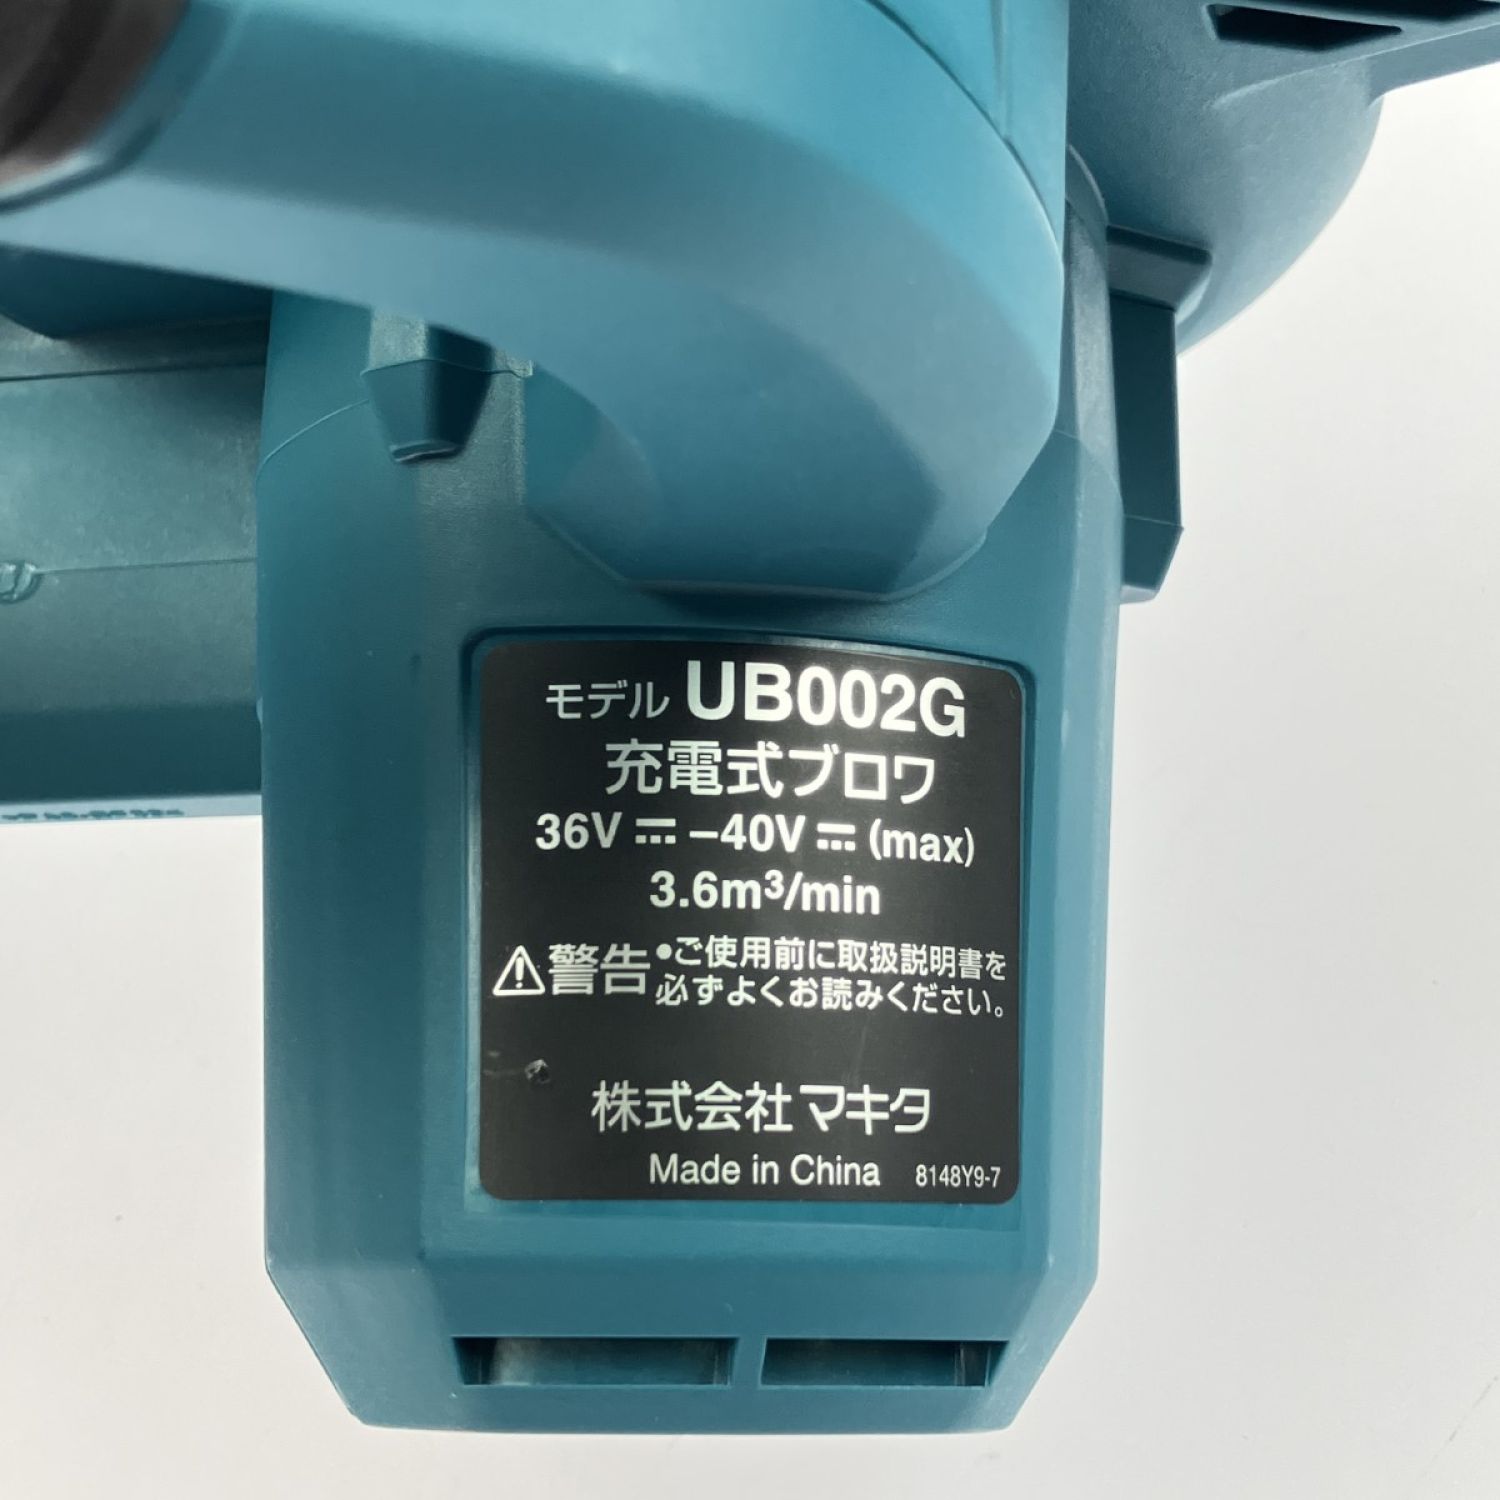 モデル UB002G
充電式ブロワ
36V ⎓ –40V ⎓ (max)
3.6m³/min
⚠警告 •ご使用前に取扱説明書を
必ずよくお読みください。
株式会社マキタ
Made in China 8148Y9-7